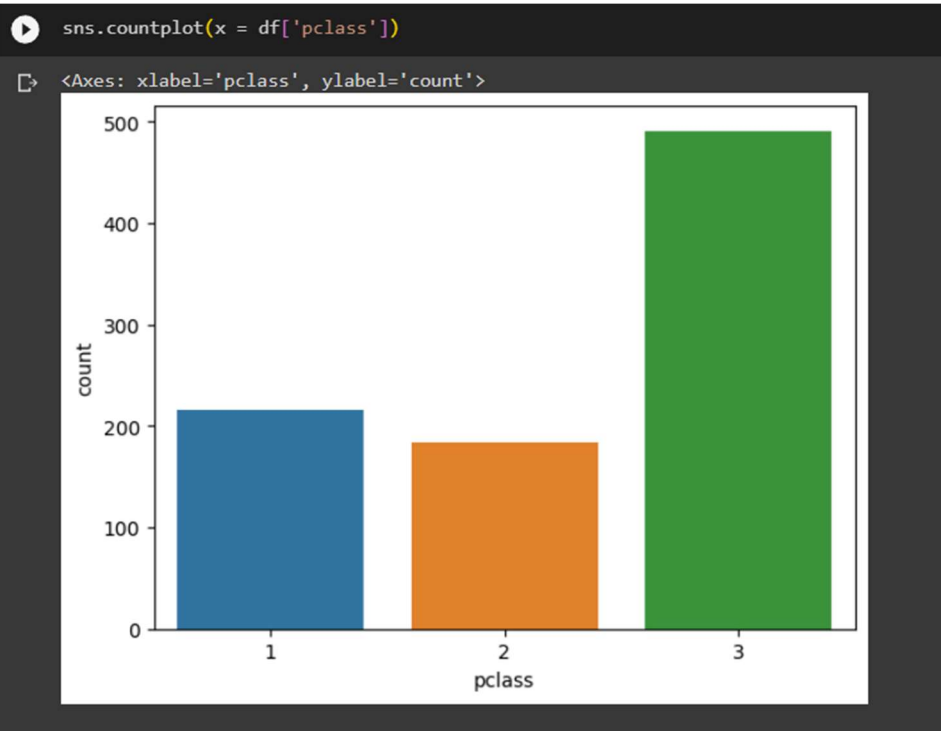 sns.countplot(x = df['pclass'])
<Axes: xlabel='pclass', ylabel='count'>
500
400
300
200
100
0
count
1 2 3
pclass